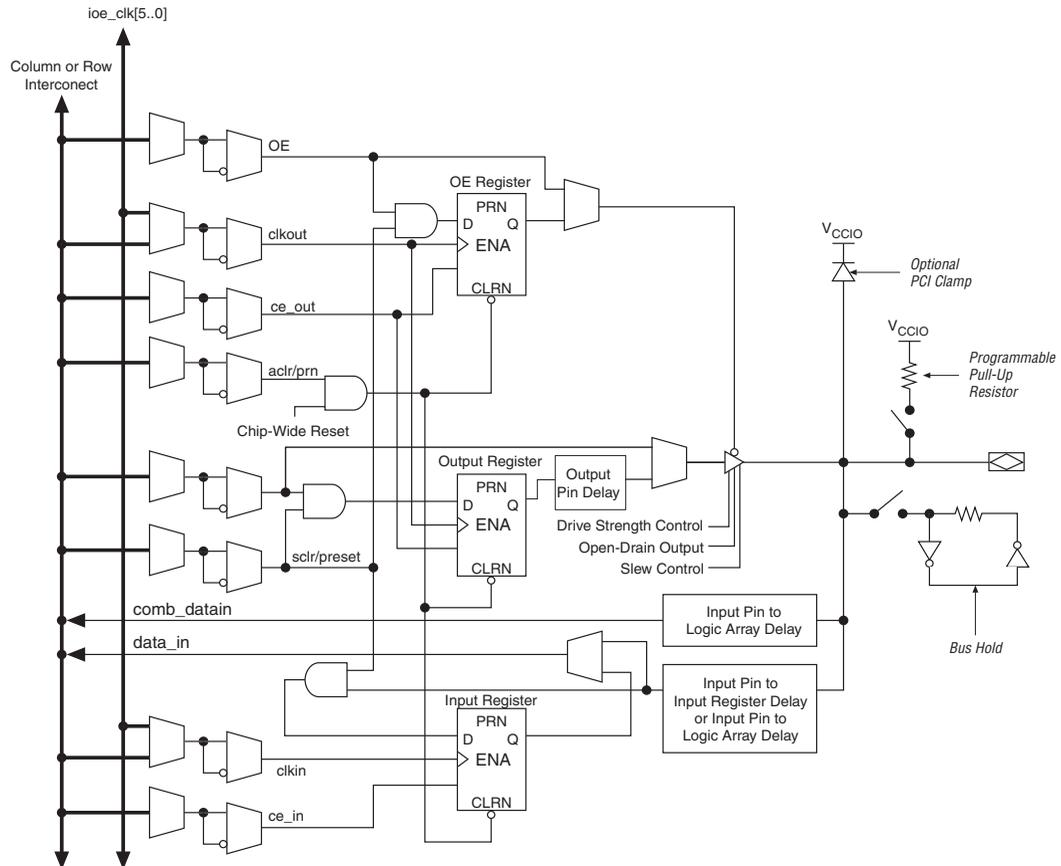 ioe_clk[5..0]
Column or Row
Interconect
OE
OE Register
PRN
D Q
clkout
ENA
ce_out
CLRN
aclr/prn
Chip-Wide Reset
VCCIO
Optional
PCI Clamp
VCCIO
Programmable
Pull-Up
Resistor
Output Register
PRN
D Q
ENA
CLRN
Output
Pin Delay
Drive Strength Control
Open-Drain Output
Slew Control
sclr/preset
comb_datain
Input Pin to
Logic Array Delay
Bus Hold
data_in
Input Pin to
Input Register Delay
or Input Pin to
Logic Array Delay
Input Register
PRN
D Q
ENA
CLRN
clkin
ce_in